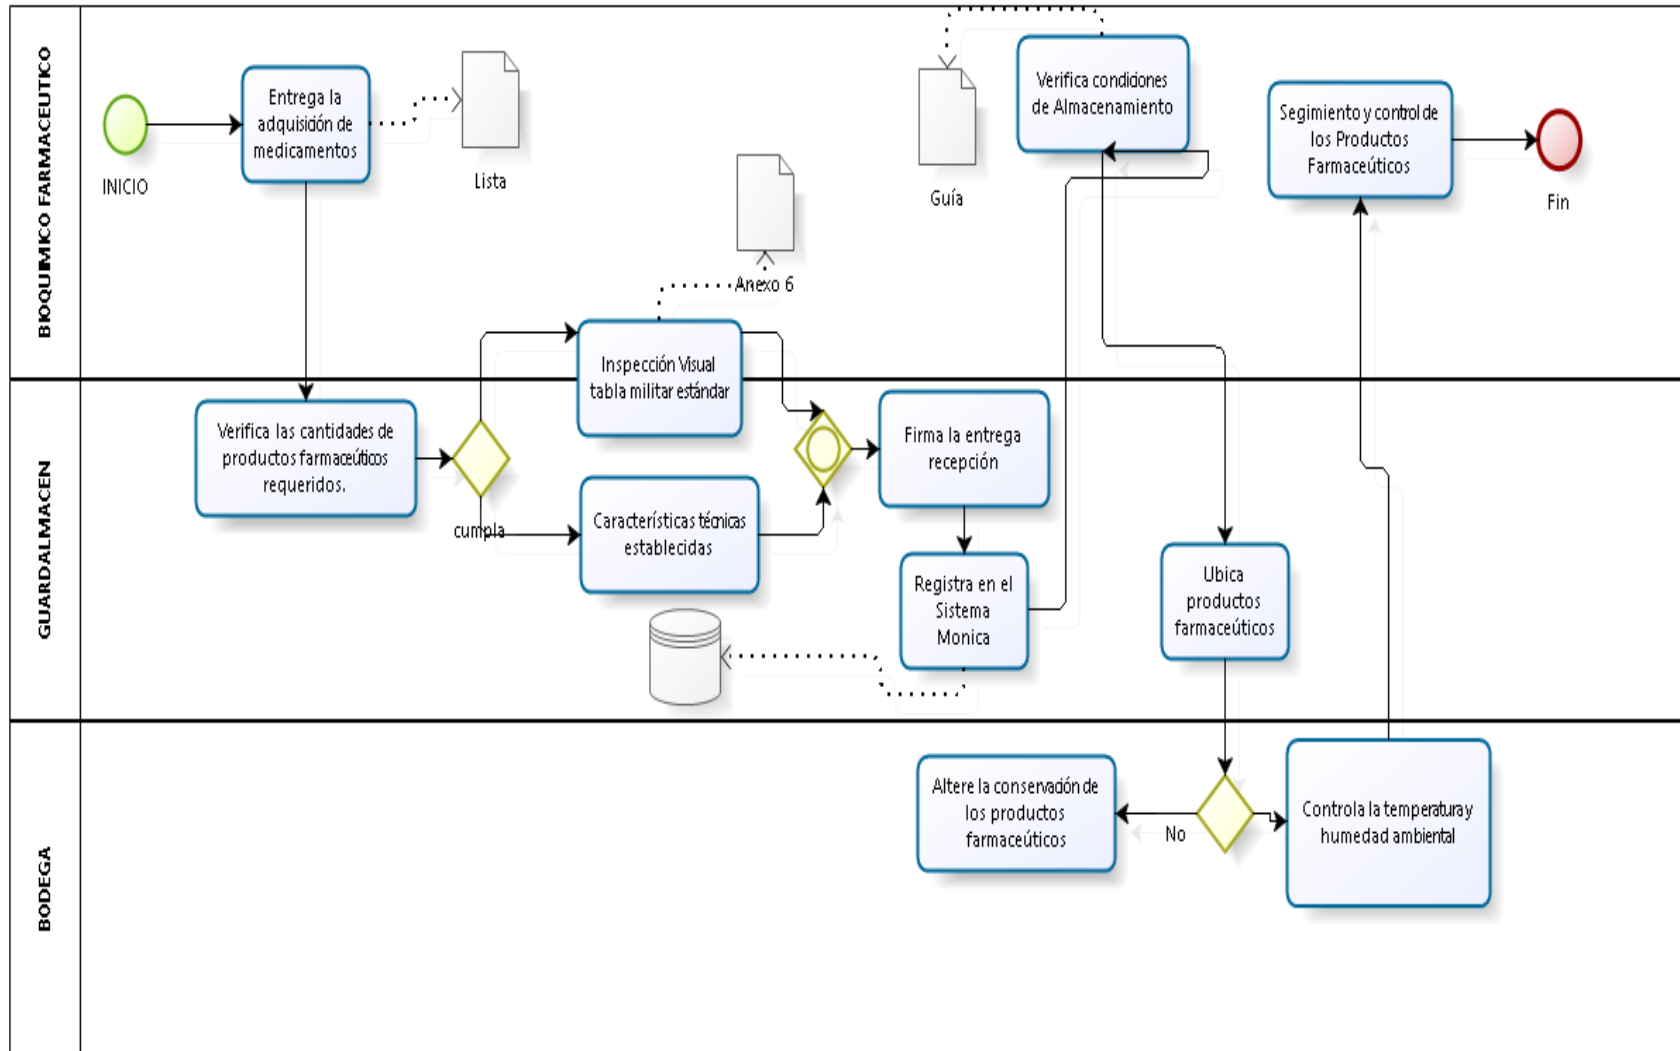 BIOQUIMICO FARMACEUTICO
INICIO
Entrega la
adquisición de
medicamentos
Lista
Anexo 6
Guía
Verifica condiciones
de Almacenamiento
Segimiento y control de
los Productos
Farmaceúticos
Fin
Inspección Visual
tabla militar estándar
GUARDALMACEN
Verifica las cantidades de
productos farmaceúticos
requeridos.
cumpla
Características técnicas
establecidas
Firma la entrega
recepción
Registra en el
Sistema
Monica
Ubica
productos
farmaceúticos
BODEGA
Altere la conservación de
los productos
farmaceúticos
No
Controla la temperatura y
humedad ambiental